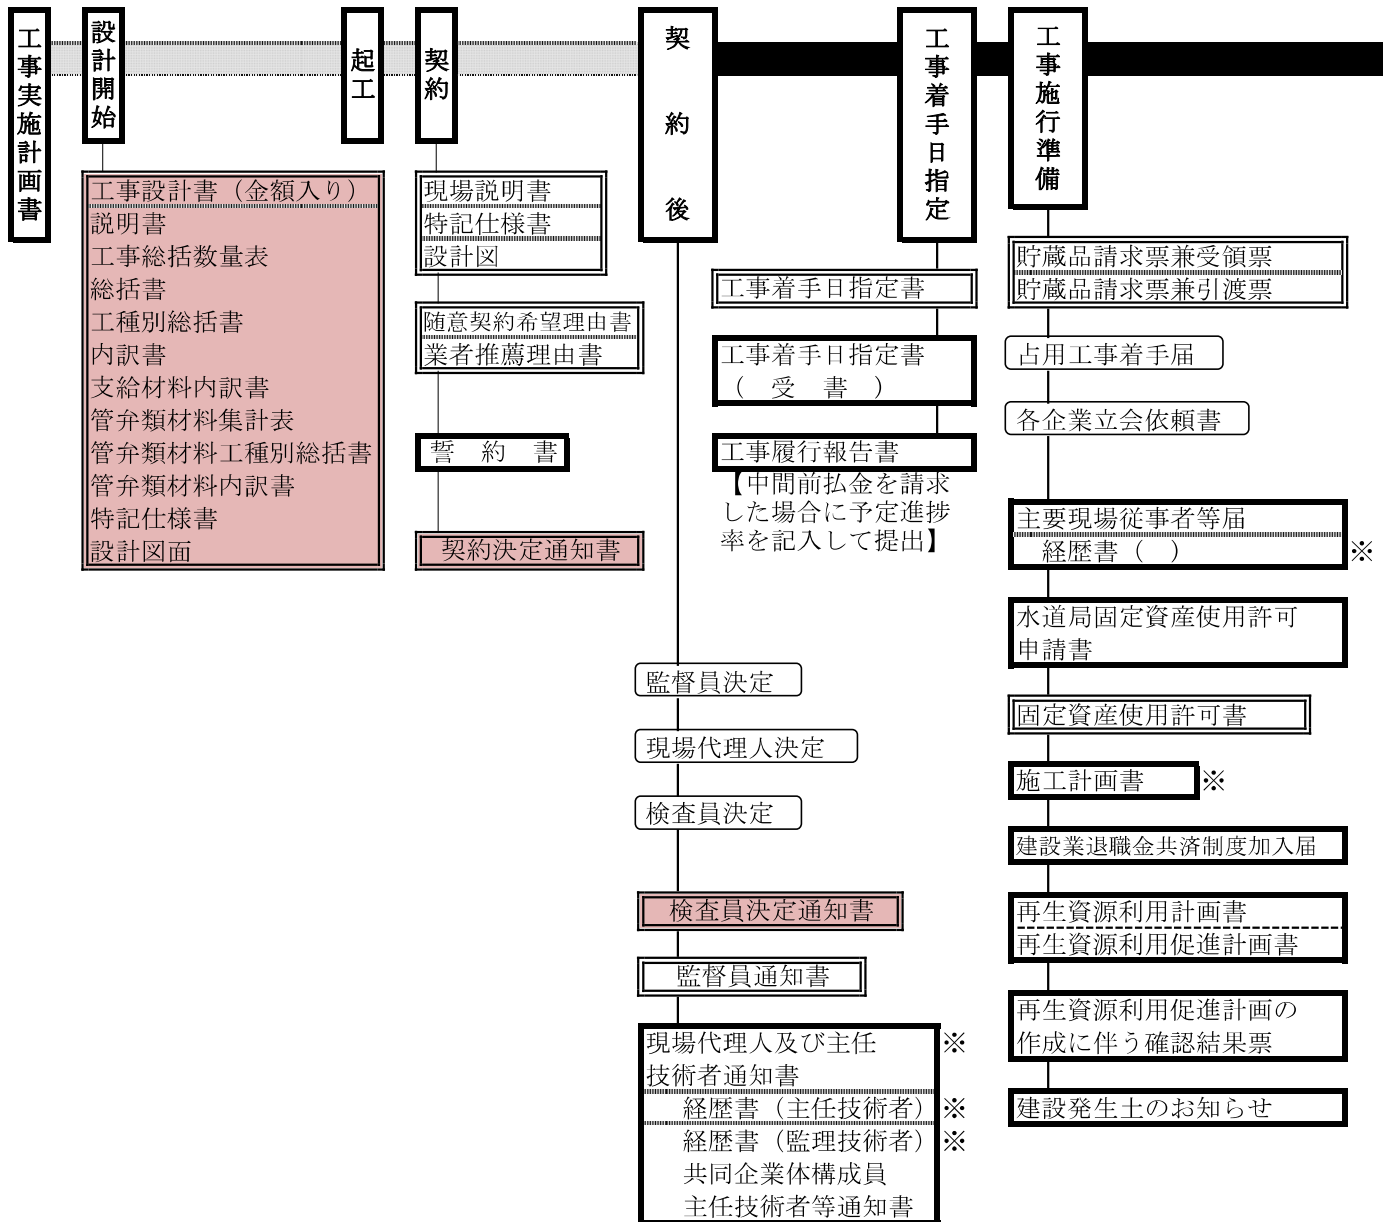 工事実施計画書
設計開始
起工
契約
契約後
工事着手日指定
工事施行準備
工事設計書（金額入り）
説明書
工事総括数量表
総括書
工種別総括書
内訳書
支給材料内訳書
管弁類材料集計表
管弁類材料工種別総括書
管弁類材料内訳書
特記仕様書
設計図面
現場説明書
特記仕様書
設計図
随意契約希望理由書
業者推薦理由書
誓　約　書
契約決定通知書
監督員決定
現場代理人決定
検査員決定
検査員決定通知書
監督員通知書
現場代理人及び主任 ※
技術者通知書
経歴書（主任技術者）※
経歴書（監理技術者）※
共同企業体構成員
主任技術者等通知書
工事着手日指定書
工事着手日指定書
（　受　書　）
工事履行報告書
【中間前払金を請求
した場合に予定進捗
率を記入して提出】
貯蔵品請求票兼受領票
貯蔵品請求票兼引渡票
占用工事着手届
各企業立会依頼書
主要現場従事者等届
経歴書（　） ※
水道局固定資産使用許可
申請書
固定資産使用許可書
施工計画書 ※
建設業退職金共済制度加入届
再生資源利用計画書
再生資源利用促進計画書
再生資源利用促進計画の
作成に伴う確認結果票
建設発生土のお知らせ